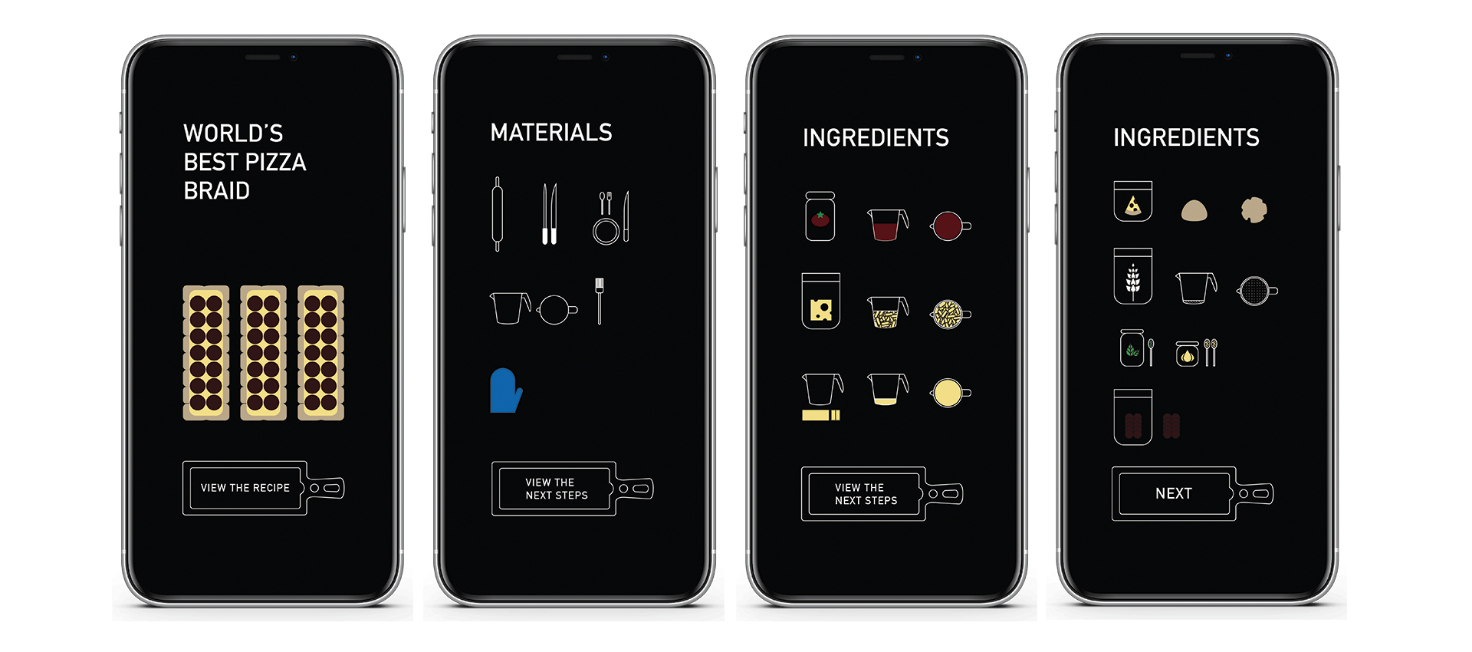 WORLD'S
BEST PIZZA
BRAID
VIEW THE RECIPE
MATERIALS
VIEW THE
NEXT STEPS
INGREDIENTS
VIEW THE
NEXT STEPS
INGREDIENTS
NEXT